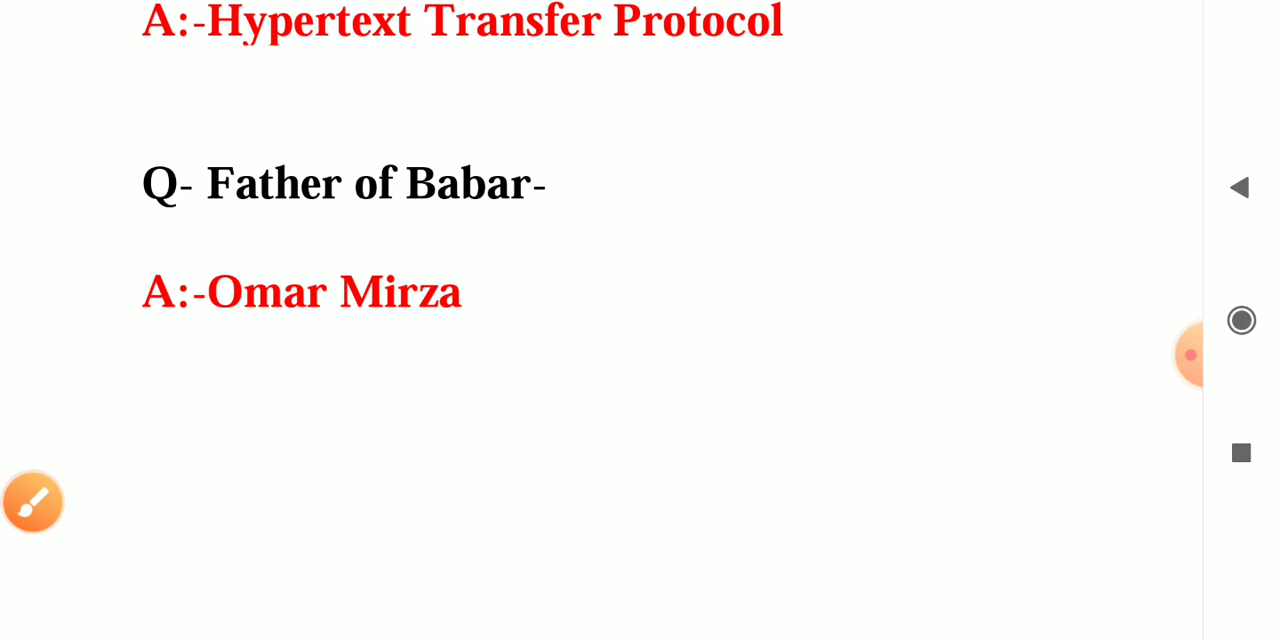 A:-Hypertext Transfer Protocol
Q- Father of Babar-
A:-Omar Mirza